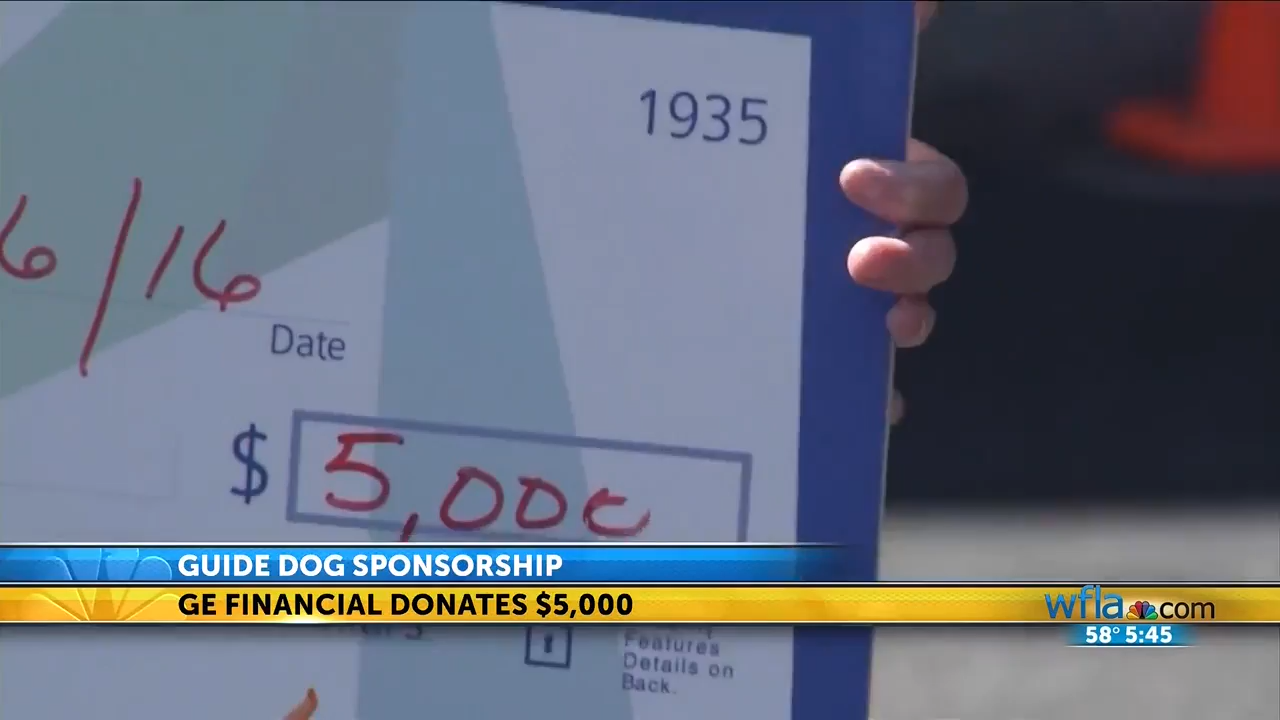 1935
6/16
Date
$ 5,000
GUIDE DOG SPONSORSHIP
GE FINANCIAL DONATES $5,000
wfla.com
58° 5:45
Features
Details on
Back.